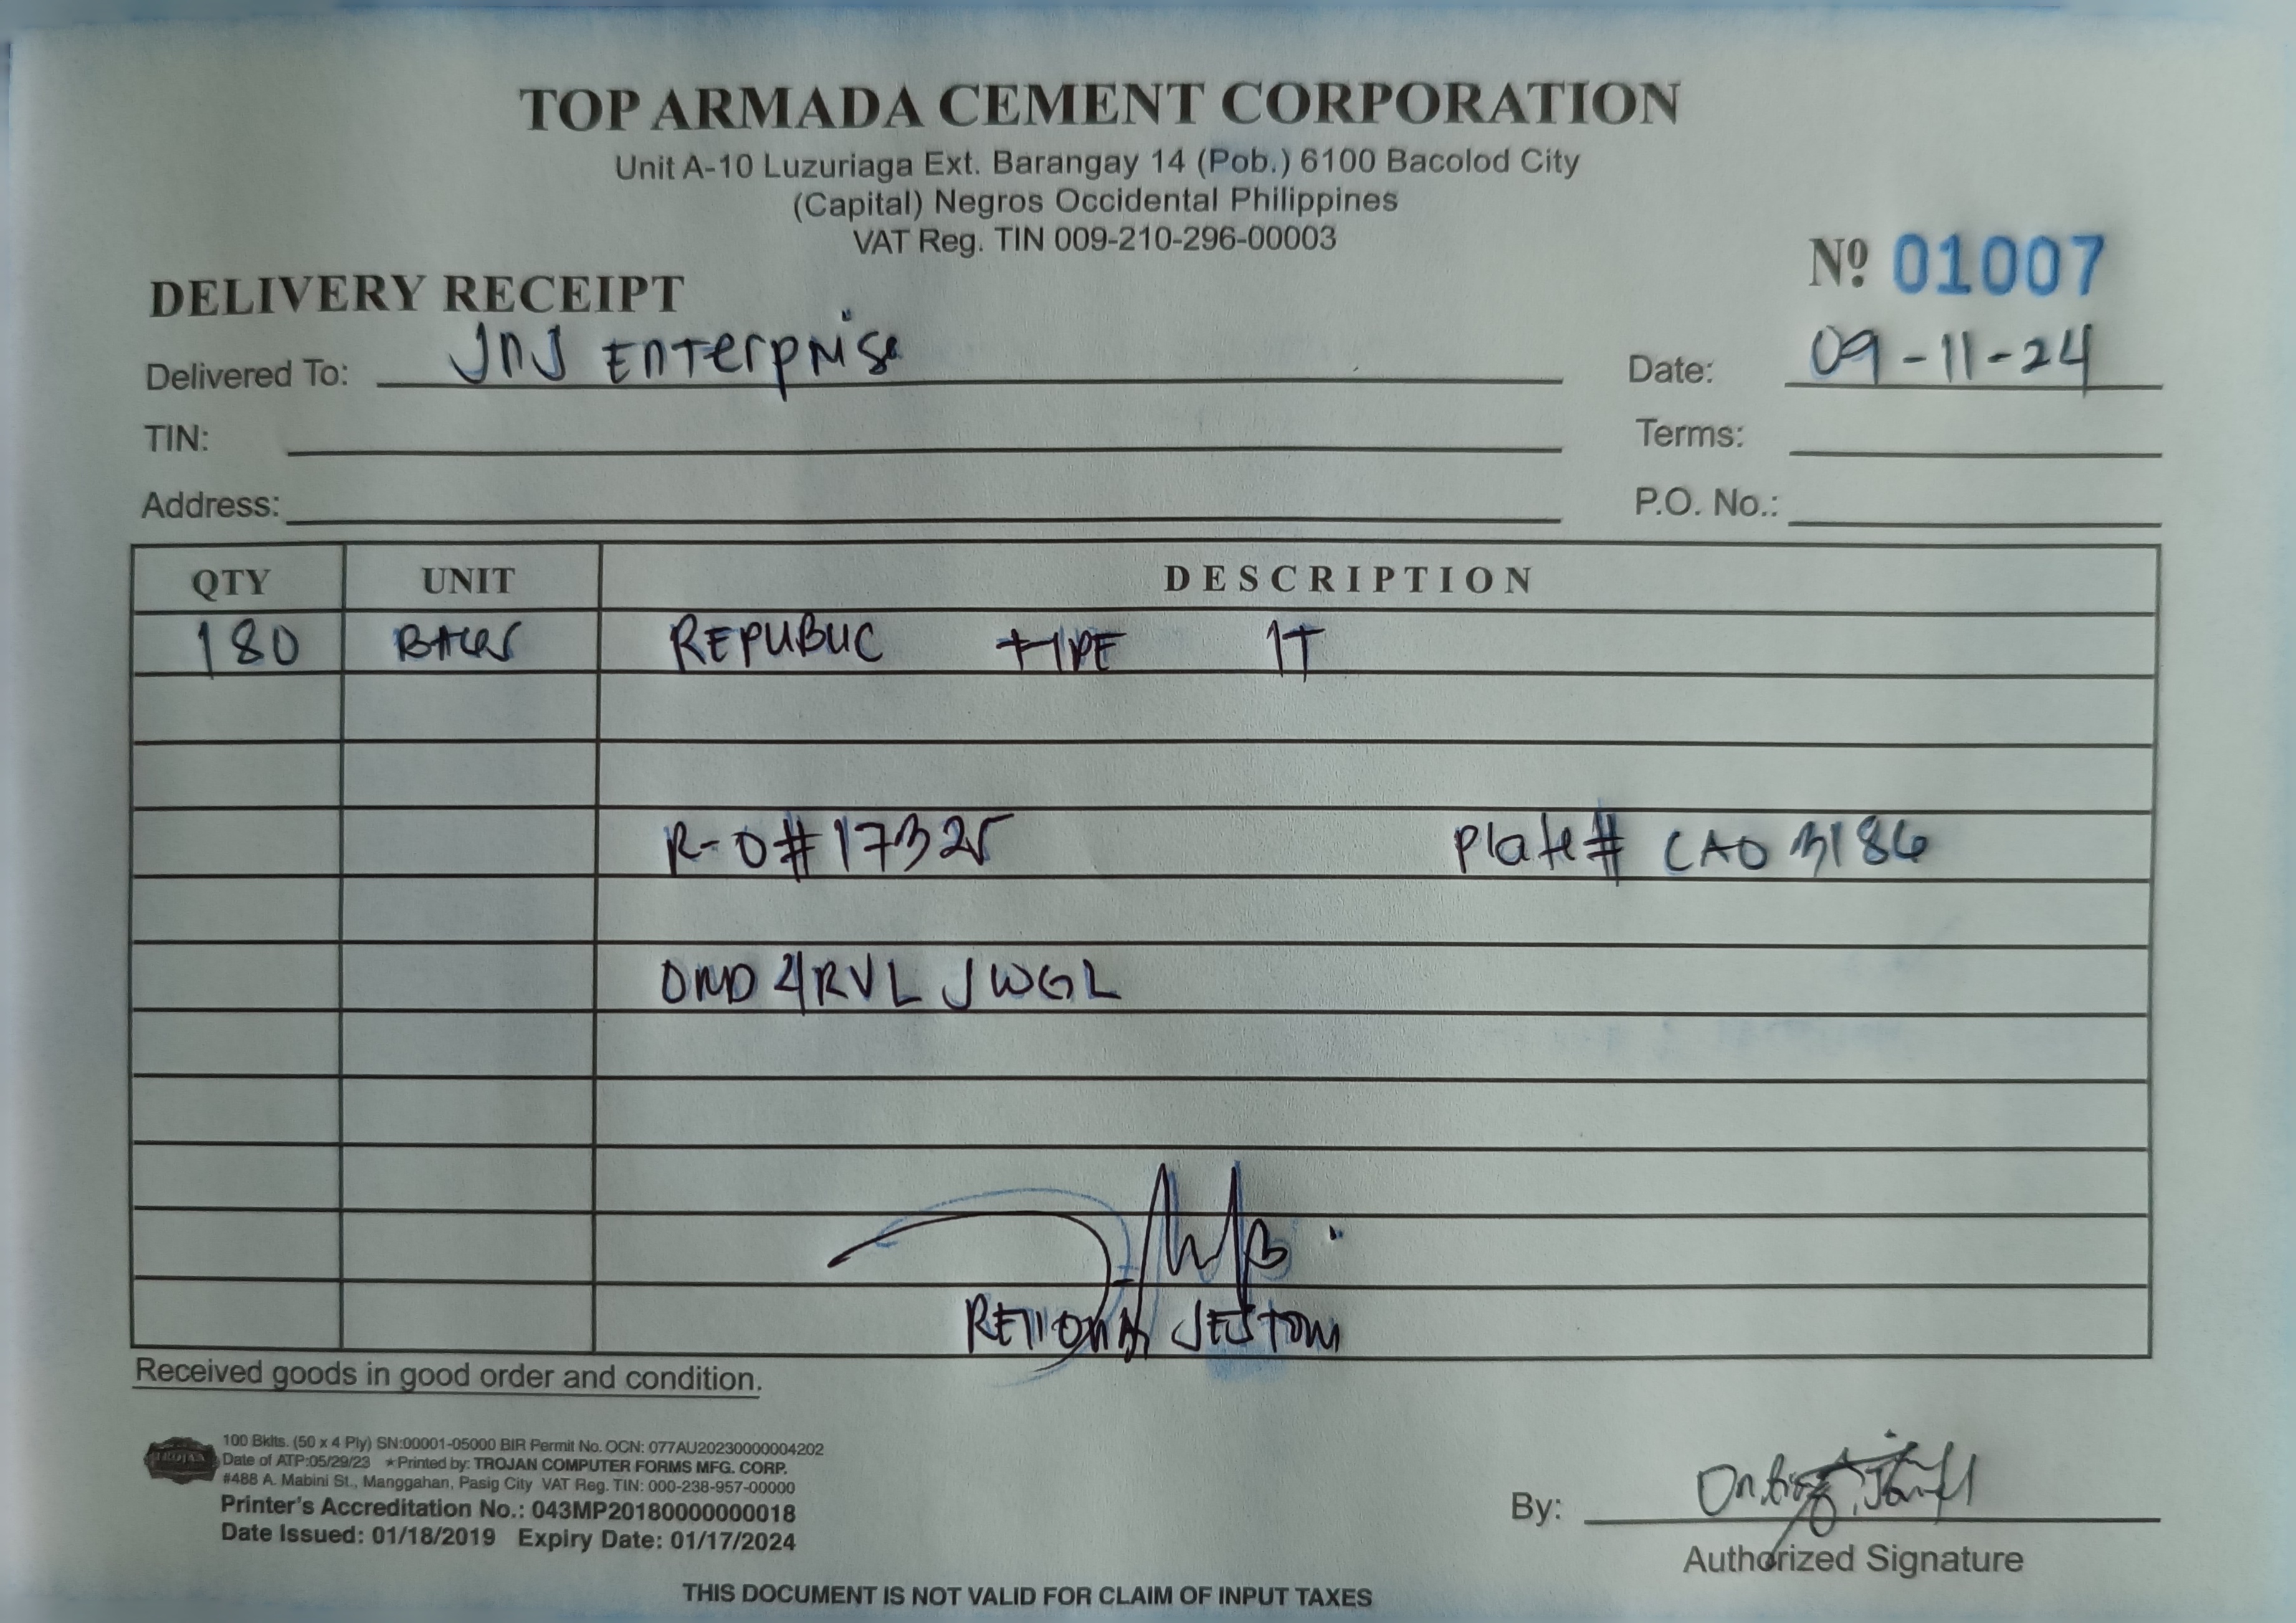 TOP ARMADA CEMENT CORPORATION
Unit A-10 Luzuriaga Ext. Barangay 14 (Pob.) 6100 Bacolod City
(Capital) Negros Occidental Philippines
VAT Reg. TIN 009-210-296-00003
Nº 01007
DELIVERY RECEIPT
Delivered To: JNJ Enterprise Date: 09-11-24
TIN: Terms:
Address: P.O. No.:
QTY UNIT DESCRIPTION
180 BAGS REPUBLIC TYPE 1T
R-O# 17325 Plate# CAO 3186
OMD 4RVL JWGL
Received goods in good order and condition.
TROJAN
100 Bklts. (50 x 4 Ply) SN:00001-05000 BIR Permit No. OCN: 077AU20230000004202
Date of ATP:05/29/23 ★Printed by: TROJAN COMPUTER FORMS MFG. CORP.
#488 A. Mabini St., Manggahan, Pasig City VAT Reg. TIN: 000-238-957-00000
Printer's Accreditation No.: 043MP20180000000018
Date Issued: 01/18/2019 Expiry Date: 01/17/2024
By:
Authorized Signature
THIS DOCUMENT IS NOT VALID FOR CLAIM OF INPUT TAXES